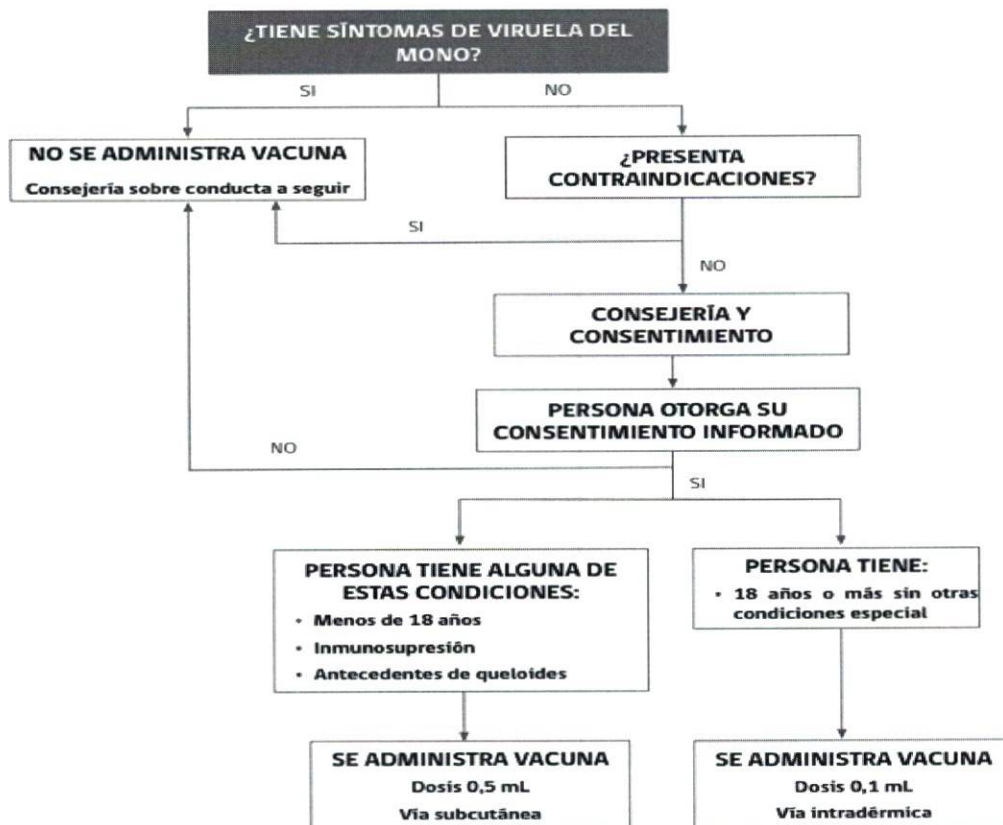 ¿TIENE SÍNTOMAS DE VIRUELA DEL
MONO?
SI
NO
NO SE ADMINISTRA VACUNA
Consejería sobre conducta a seguir
¿PRESENTA
CONTRAINDICACIONES?
SI
NO
CONSEJERÍA Y
CONSENTIMIENTO
PERSONA OTORGA SU
CONSENTIMIENTO INFORMADO
NO
SI
PERSONA TIENE ALGUNA DE
ESTAS CONDICIONES:
• Menos de 18 años
• Inmunosupresión
• Antecedentes de queloides
PERSONA TIENE:
• 18 años o más sin otras
condiciones especial
SE ADMINISTRA VACUNA
Dosis 0,5 mL
Vía subcutánea
SE ADMINISTRA VACUNA
Dosis 0,1 mL
Vía intradérmica